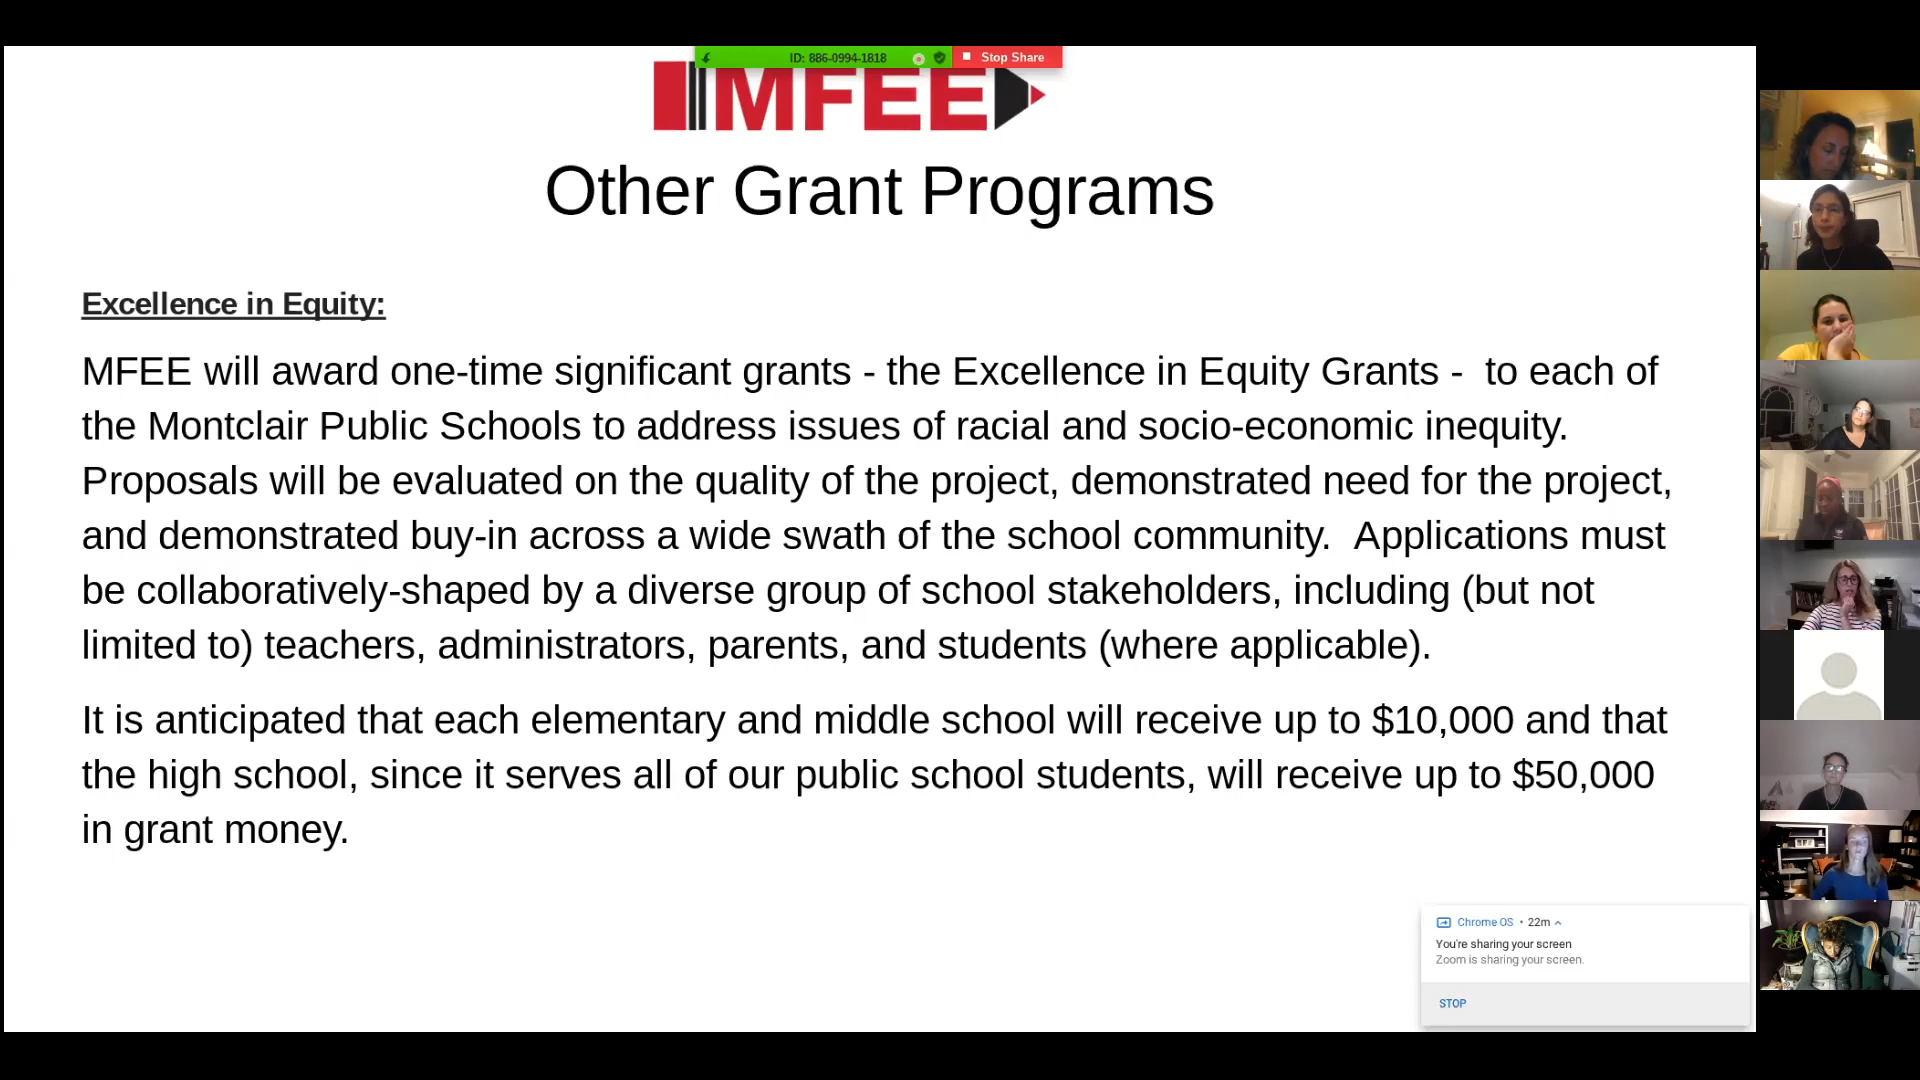 ID: 886-0994-1818
Stop Share
MFEE
Other Grant Programs
Excellence in Equity:
MFEE will award one-time significant grants - the Excellence in Equity Grants -  to each of
the Montclair Public Schools to address issues of racial and socio-economic inequity.
Proposals will be evaluated on the quality of the project, demonstrated need for the project,
and demonstrated buy-in across a wide swath of the school community.  Applications must
be collaboratively-shaped by a diverse group of school stakeholders, including (but not
limited to) teachers, administrators, parents, and students (where applicable).
It is anticipated that each elementary and middle school will receive up to $10,000 and that
the high school, since it serves all of our public school students, will receive up to $50,000
in grant money.
Chrome OS • 22m
You're sharing your screen
Zoom is sharing your screen.
STOP